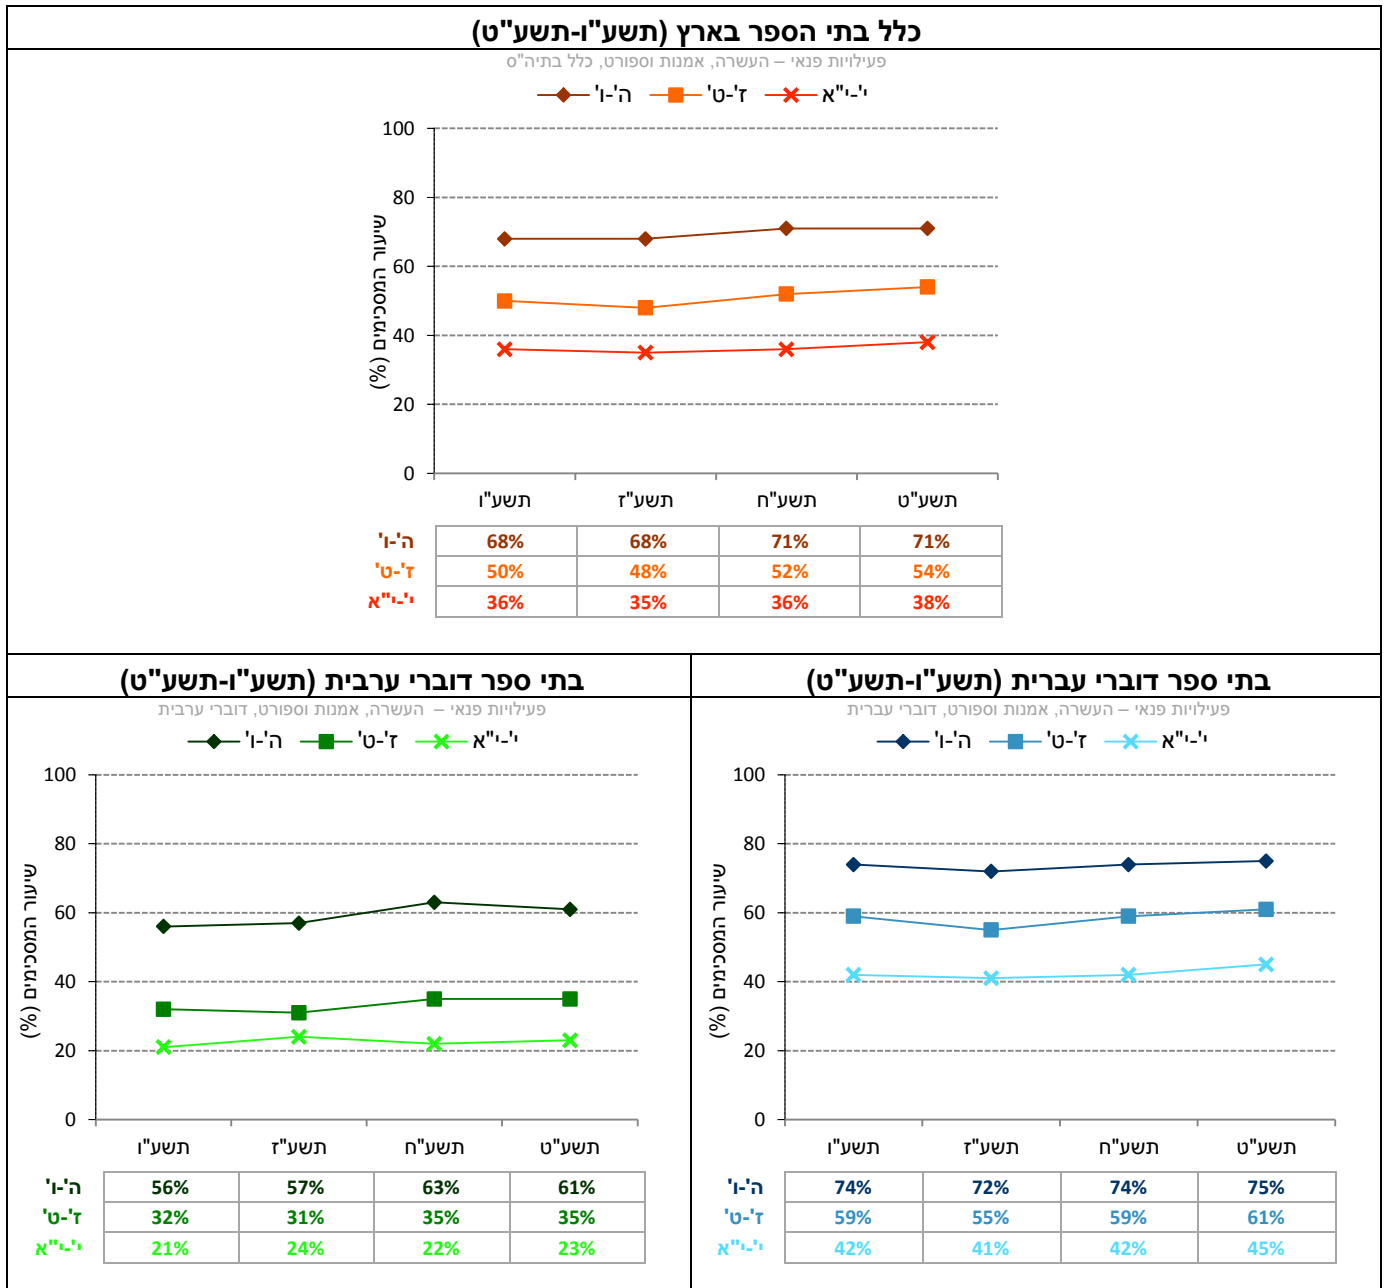 כלל בתי הספר בארץ (תשע"ו-תשע"ט)
פעילויות פנאי – העשרה, אמנות וספורט, כלל בתיה"ס
ה'-ו' ז'-ט' י'-י"א
100
80
60
40
20
0
שיעור המסכימים (%)
תשע"ו תשע"ז תשע"ח תשע"ט
ה'-ו' 68% 68% 71% 71%
ז'-ט' 50% 48% 52% 54%
י'-י"א 36% 35% 36% 38%
בתי ספר דוברי עברית (תשע"ו-תשע"ט)
פעילויות פנאי – העשרה, אמנות וספורט, דוברי עברית
ה'-ו' ז'-ט' י'-י"א
100
80
60
40
20
0
שיעור המסכימים (%)
תשע"ו תשע"ז תשע"ח תשע"ט
ה'-ו' 74% 72% 74% 75%
ז'-ט' 59% 55% 59% 61%
י'-י"א 42% 41% 42% 45%
בתי ספר דוברי ערבית (תשע"ו-תשע"ט)
פעילויות פנאי – העשרה, אמנות וספורט, דוברי ערבית
ה'-ו' ז'-ט' י'-י"א
100
80
60
40
20
0
שיעור המסכימים (%)
תשע"ו תשע"ז תשע"ח תשע"ט
ה'-ו' 56% 57% 63% 61%
ז'-ט' 32% 31% 35% 35%
י'-י"א 21% 24% 22% 23%